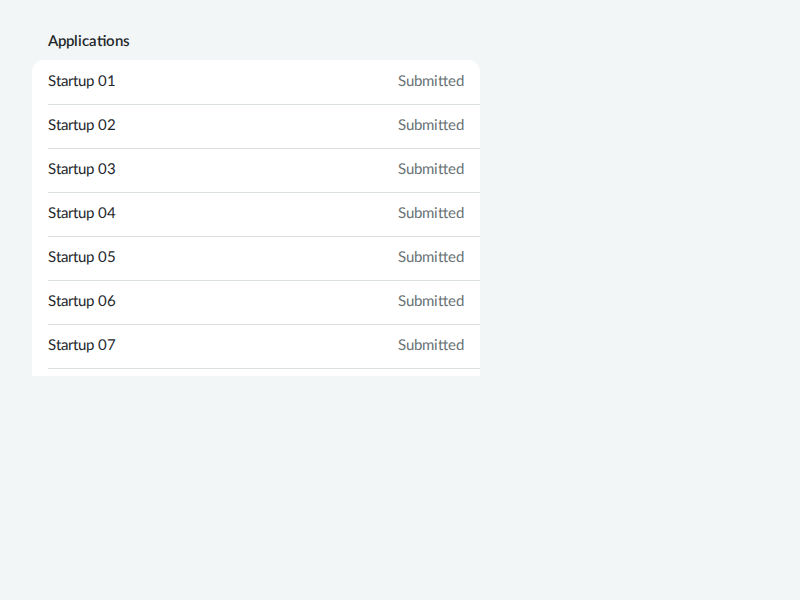 Applications
Startup 01 Submitted
Startup 02 Submitted
Startup 03 Submitted
Startup 04 Submitted
Startup 05 Submitted
Startup 06 Submitted
Startup 07 Submitted